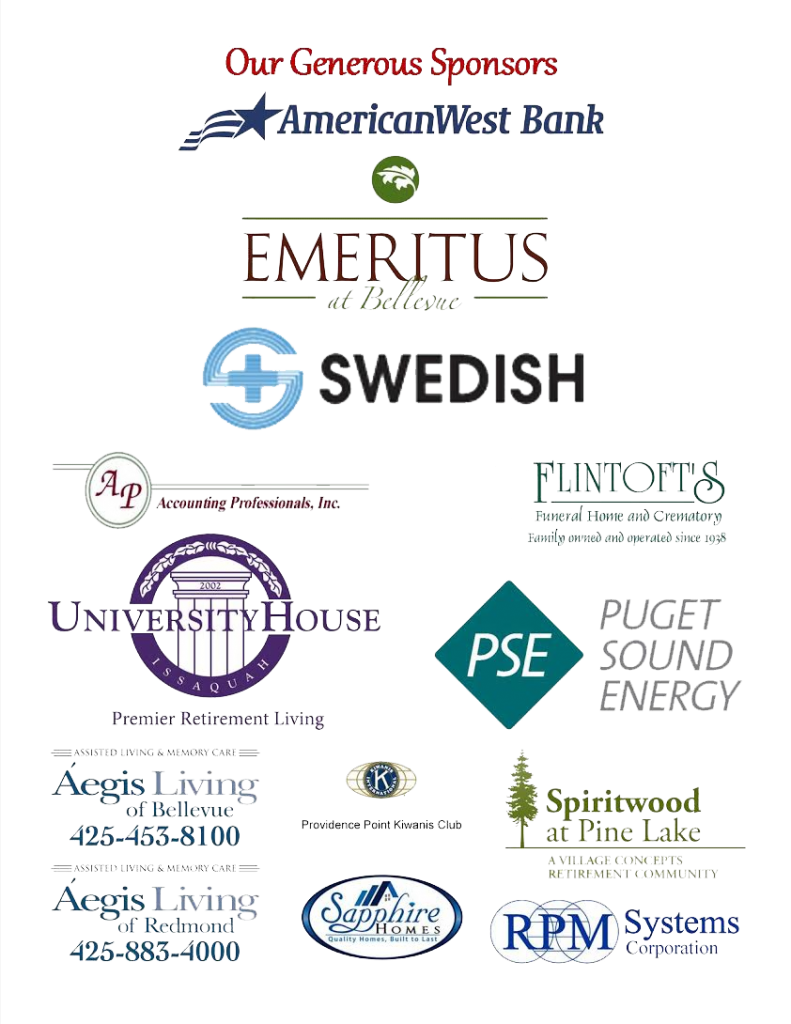 Our Generous Sponsors
AmericanWest Bank
EMERITUS
at Bellevue
SWEDISH
AP
Accounting Professionals, Inc.
FLINTOFT'S
Funeral Home and Crematory
Family owned and operated since 1938
2002
UNIVERSITY HOUSE
ISSAQUAH
Premier Retirement Living
PSE
PUGET
SOUND
ENERGY
ASSISTED LIVING & MEMORY CARE
Áegis Living
of Bellevue
425-453-8100
KIWANIS
K
INTERNATIONAL
Providence Point Kiwanis Club
Spiritwood
at Pine Lake
A VILLAGE CONCEPTS
RETIREMENT COMMUNITY
ASSISTED LIVING & MEMORY CARE
Áegis Living
of Redmond
425-883-4000
Sapphire
HOMES
Quality Homes, Built to Last
RPM Systems
Corporation